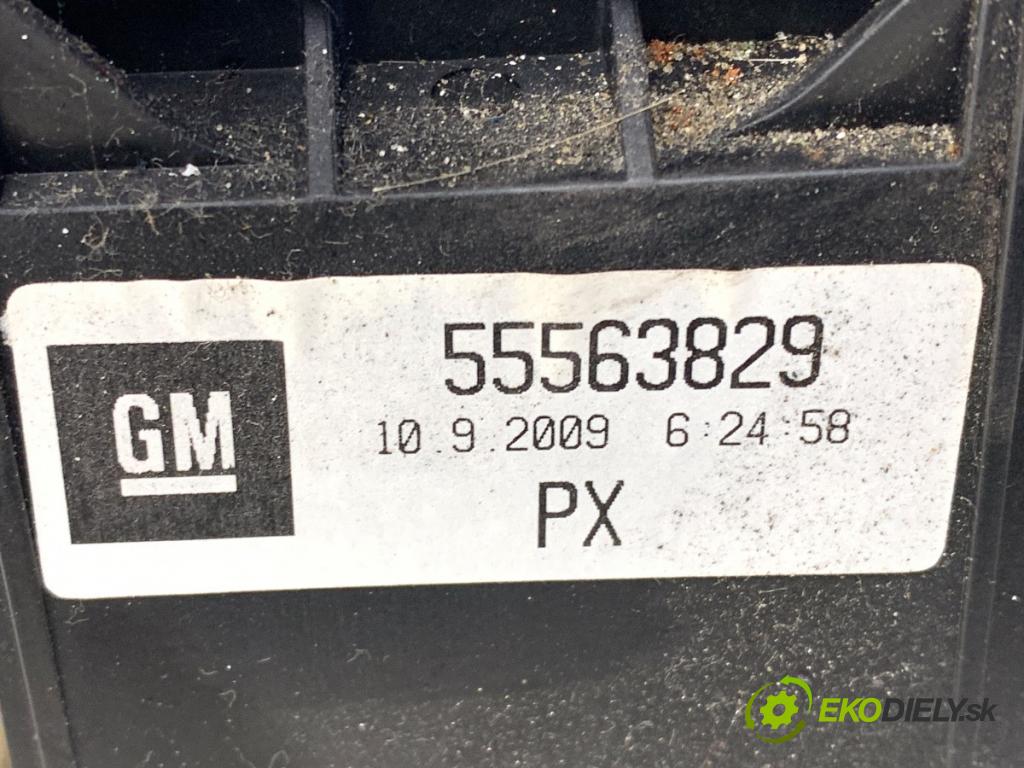 GM
55563829
10.9.2009 6:24:58
PX
EKODIELY.sk